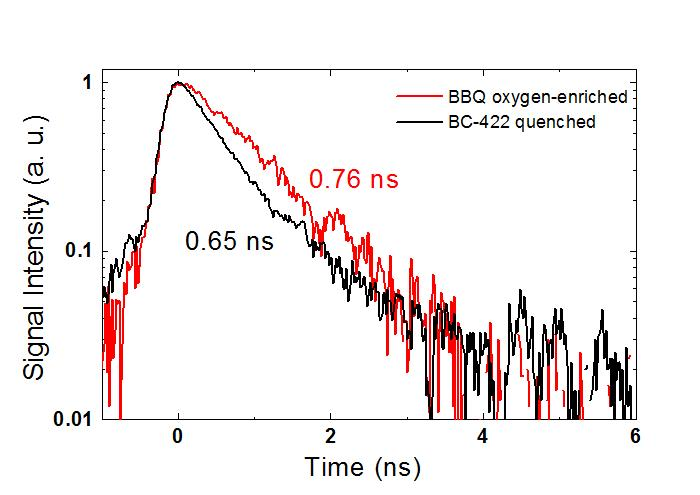 1
BBQ oxygen-enriched
BC-422 quenched
0.76 ns
0.65 ns
0.1
0.01
Signal Intensity (a. u.)
0 2 4 6
Time (ns)